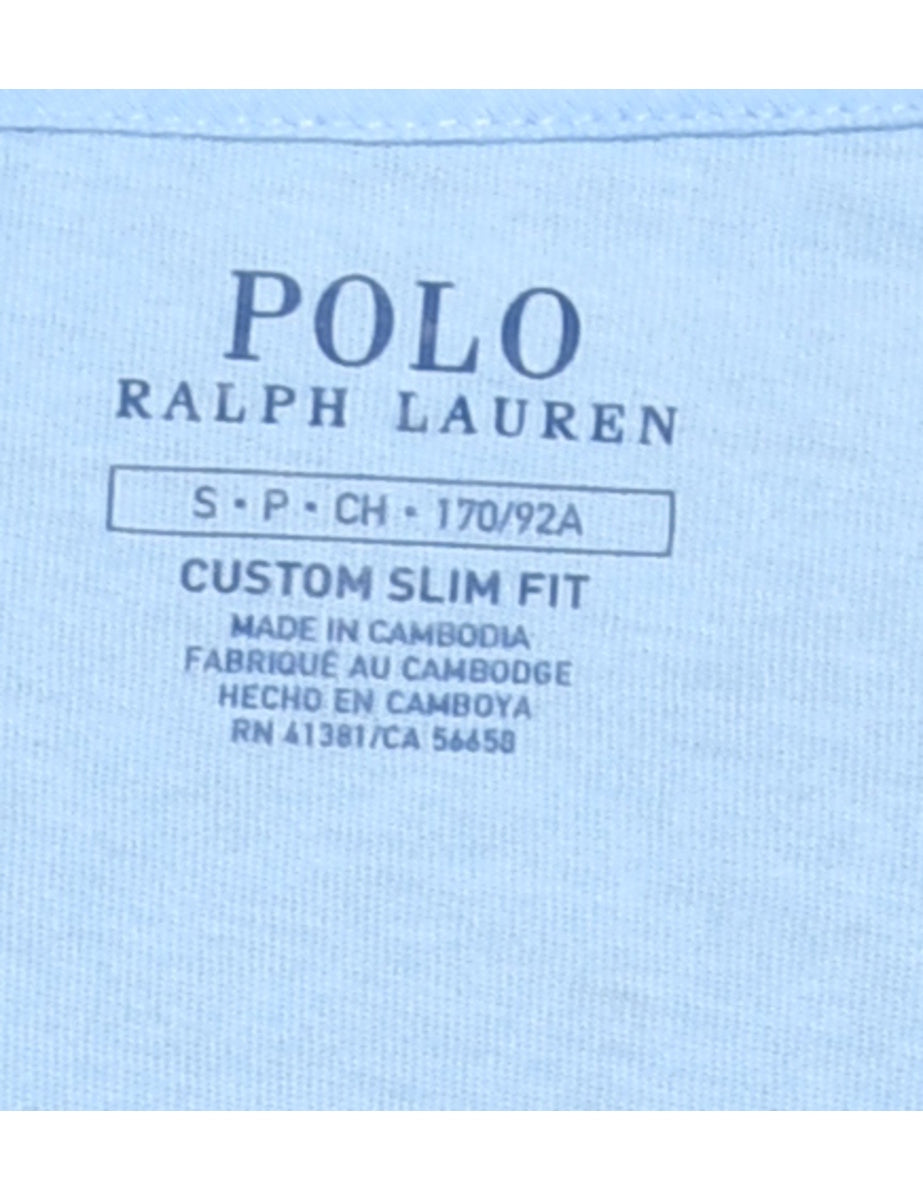 POLO
RALPH LAUREN
S • P • CH • 170/92A
CUSTOM SLIM FIT
MADE IN CAMBODIA
FABRIQUÉ AU CAMBODGE
HECHO EN CAMBOYA
RN 41381/CA 56658